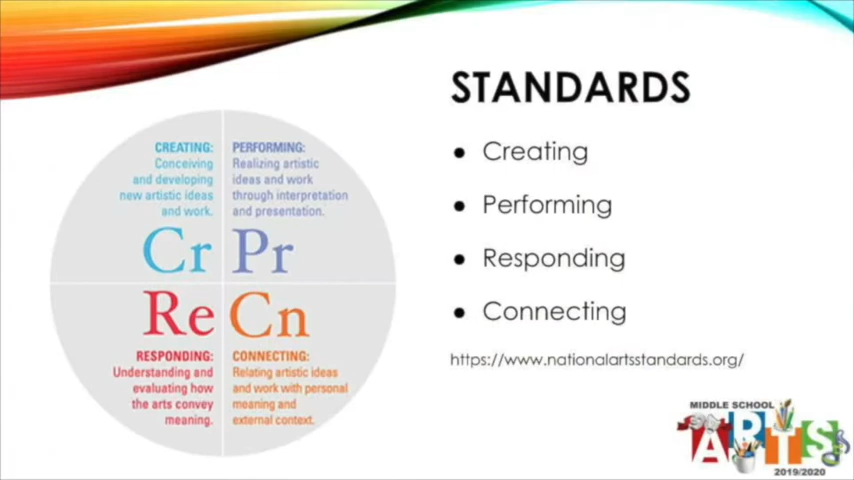 STANDARDS
CREATING:
Conceiving
and developing
new artistic ideas
and work.
Cr
PERFORMING:
Realizing artistic
ideas and work
through interpretation
and presentation.
Pr
Re
RESPONDING:
Understanding and
evaluating how
the arts convey
meaning.
Cn
CONNECTING:
Relating artistic ideas
and work with personal
meaning and
external context.
• Creating
• Performing
• Responding
• Connecting
https://www.nationalartsstandards.org/
MIDDLE SCHOOL
ARTS
2019/2020